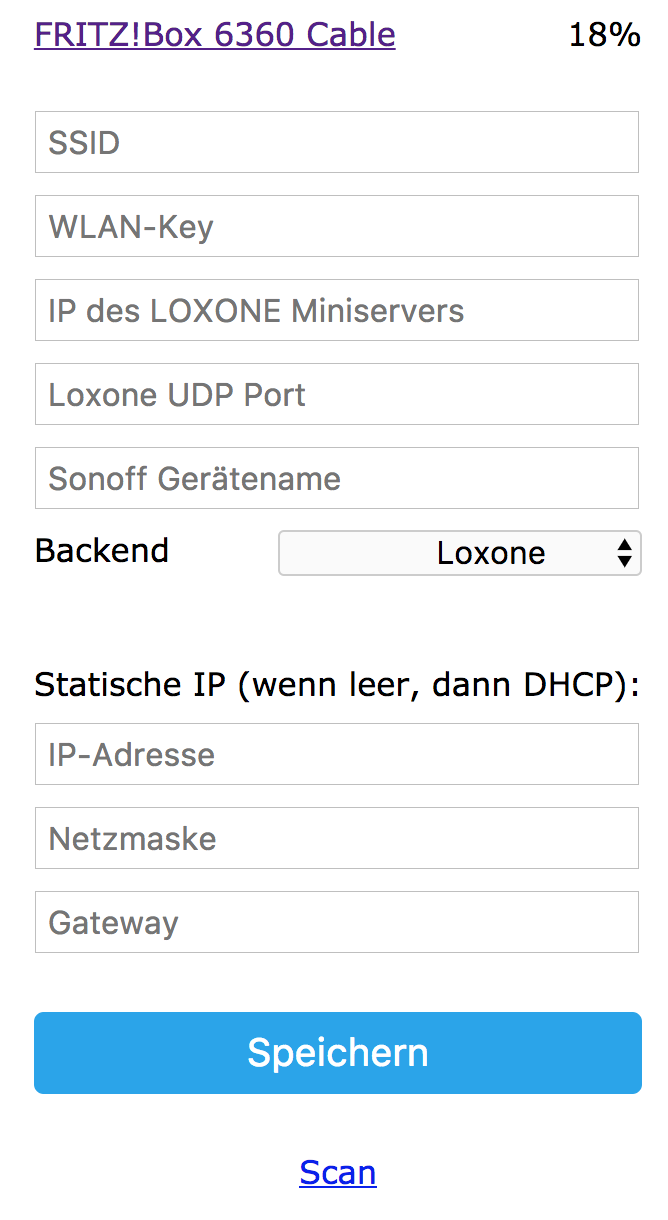 FRITZ!Box 6360 Cable 18%
SSID
WLAN-Key
IP des LOXONE Miniservers
Loxone UDP Port
Sonoff Gerätename
Backend Loxone
Statische IP (wenn leer, dann DHCP):
IP-Adresse
Netzmaske
Gateway
Speichern
Scan